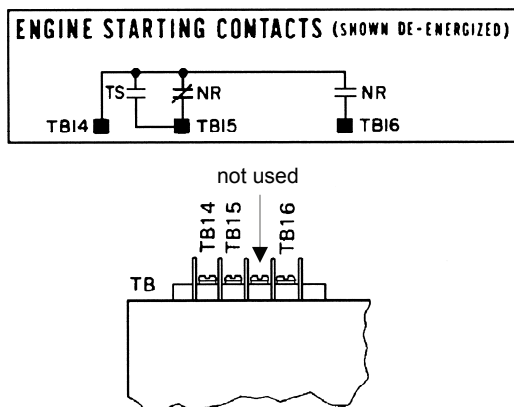 ENGINE STARTING CONTACTS (SHOWN DE-ENERGIZED)
TS NR NR
TB14 TB15 TB16
not used
TB14 TB15 TB16
TB